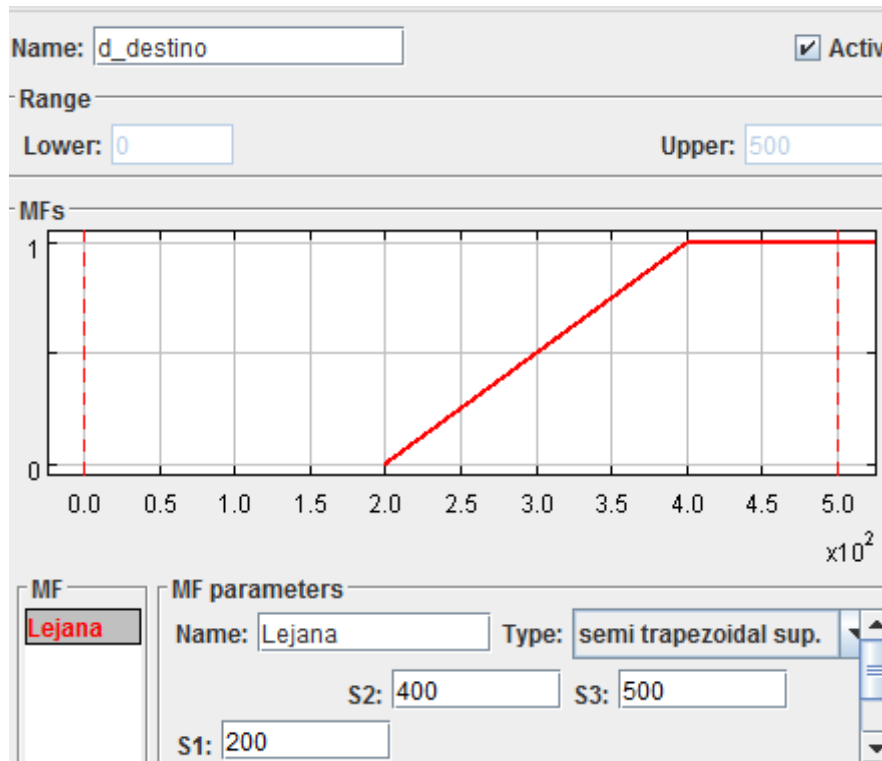 Name: d_destino Activ
Range
Lower: 0 Upper: 500
MFs
1
0
0.0 0.5 1.0 1.5 2.0 2.5 3.0 3.5 4.0 4.5 5.0
x10²
MF MF parameters
Lejana Name: Lejana Type: semi trapezoidal sup.
S2: 400 S3: 500
S1: 200